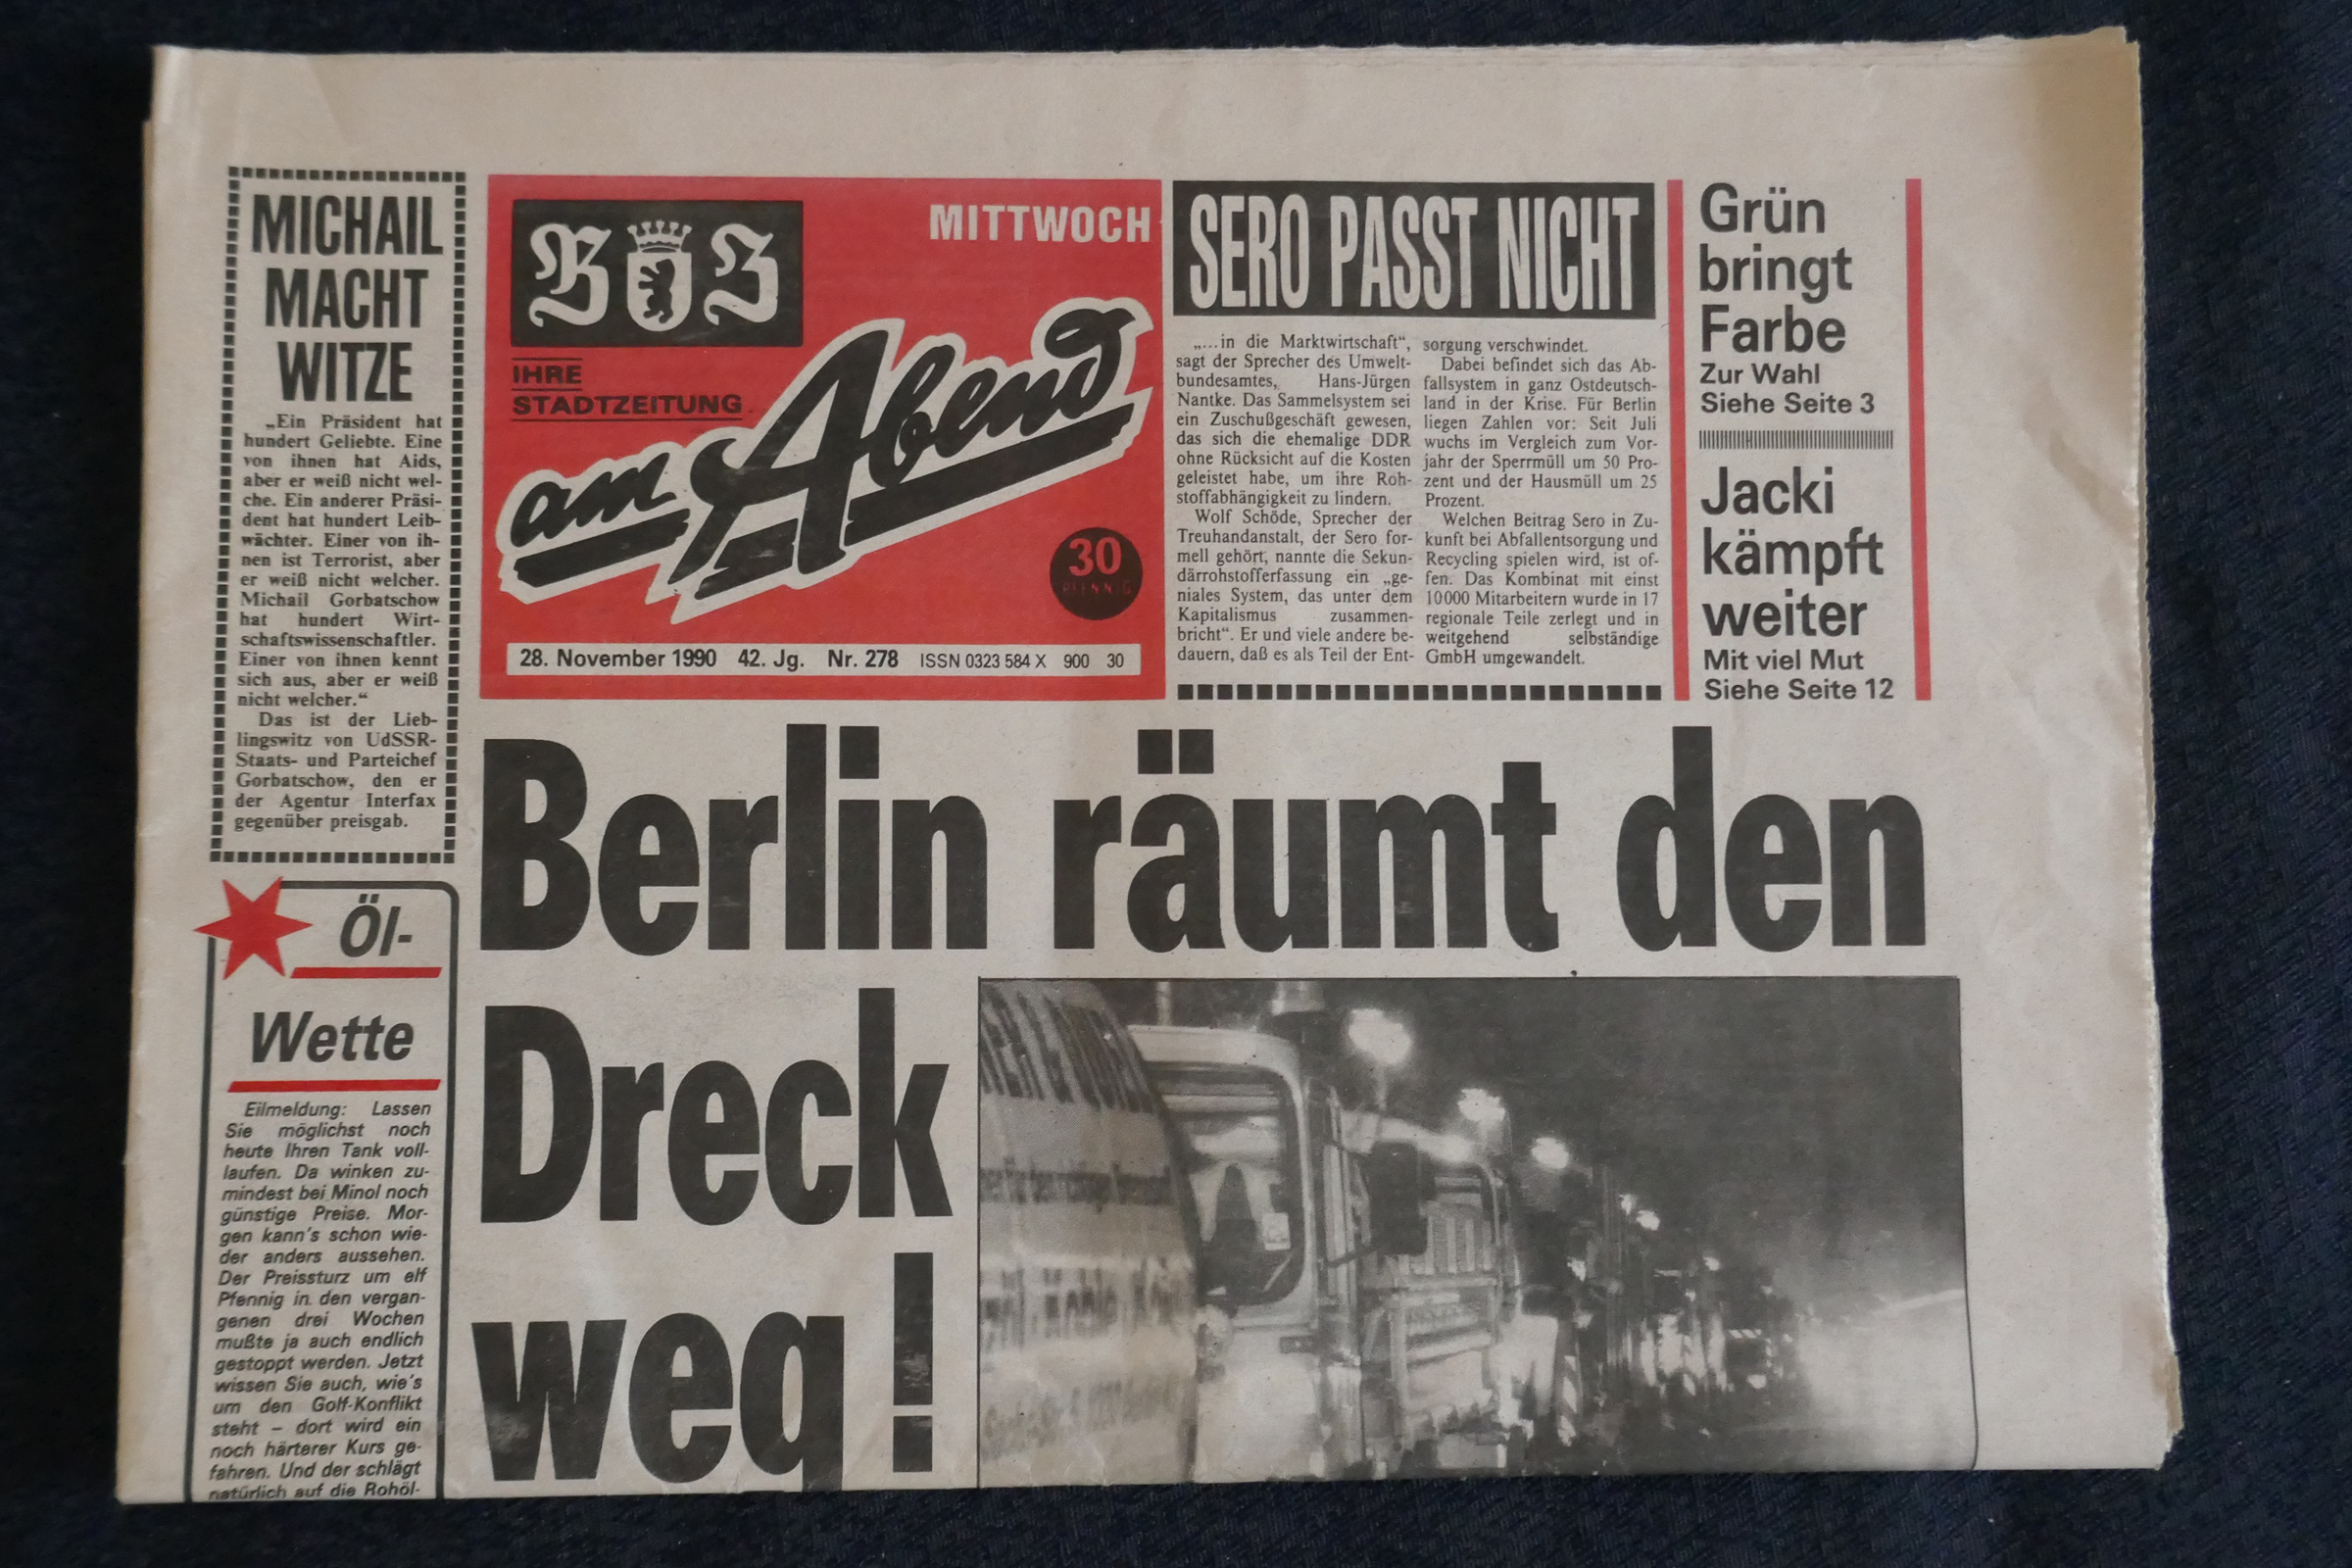 MICHAIL
MACHT
WITZE
„Ein Präsident hat
hundert Geliebte. Eine
von ihnen hat Aids,
aber er weiß nicht wel-
che. Ein anderer Präsi-
dent hat hundert Leib-
wächter. Einer von ih-
nen ist Terrorist, aber
er weiß nicht welcher.
Michail Gorbatschow
hat hundert Wirt-
schaftswissenschaftler.
Einer von ihnen kennt
sich aus, aber er weiß
nicht welcher.“
Das ist der Lieb-
lingswitz von UdSSR-
Staats- und Parteichef
Gorbatschow, den er
der Agentur Interfax
gegenüber preisgab.
Öl-
Wette
Eilmeldung: Lassen
Sie möglichst noch
heute Ihren Tank voll-
laufen. Da winken zu-
mindest bei Minol noch
günstige Preise. Mor-
gen kann's schon wie-
der anders aussehen.
Der Preissturz um elf
Pfennig in den vergan-
genen drei Wochen
mußte ja auch endlich
gestoppt werden. Jetzt
wissen Sie auch, wie's
um den Golf-Konflikt
steht – dort wird ein
noch härterer Kurs ge-
fahren. Und der schlägt
natürlich auf die Rohöl-
BZ
MITTWOCH
IHRE
STADTZEITUNG
am Abend
30
PFENNIG
28. November 1990 42. Jg. Nr. 278 ISSN 0323 584 X 900 30
SERO PASST NICHT
„...in die Marktwirtschaft“,
sagt der Sprecher des Umwelt-
bundesamtes, Hans-Jürgen
Nantke. Das Sammelsystem sei
ein Zuschußgeschäft gewesen,
das sich die ehemalige DDR
ohne Rücksicht auf die Kosten
geleistet habe, um ihre Roh-
stoffabhängigkeit zu lindern.
Wolf Schöde, Sprecher der
Treuhandanstalt, der Sero for-
mell gehört, nannte die Sekun-
därrohstofferfassung ein „ge-
niales System, das unter dem
Kapitalismus zusammen-
bricht“. Er und viele andere be-
dauern, daß es als Teil der Ent-
sorgung verschwindet.
Dabei befindet sich das Ab-
fallsystem in ganz Ostdeutsch-
land in der Krise. Für Berlin
liegen Zahlen vor: Seit Juli
wuchs im Vergleich zum Vor-
jahr der Sperrmüll um 50 Pro-
zent und der Hausmüll um 25
Prozent.
Welchen Beitrag Sero in Zu-
kunft bei Abfallentsorgung und
Recycling spielen wird, ist of-
fen. Das Kombinat mit einst
10000 Mitarbeitern wurde in 17
regionale Teile zerlegt und in
weitgehend selbständige
GmbH umgewandelt.
Grün
bringt
Farbe
Zur Wahl
Siehe Seite 3
Jacki
kämpft
weiter
Mit viel Mut
Siehe Seite 12
Berlin räumt den
Dreck
weg!